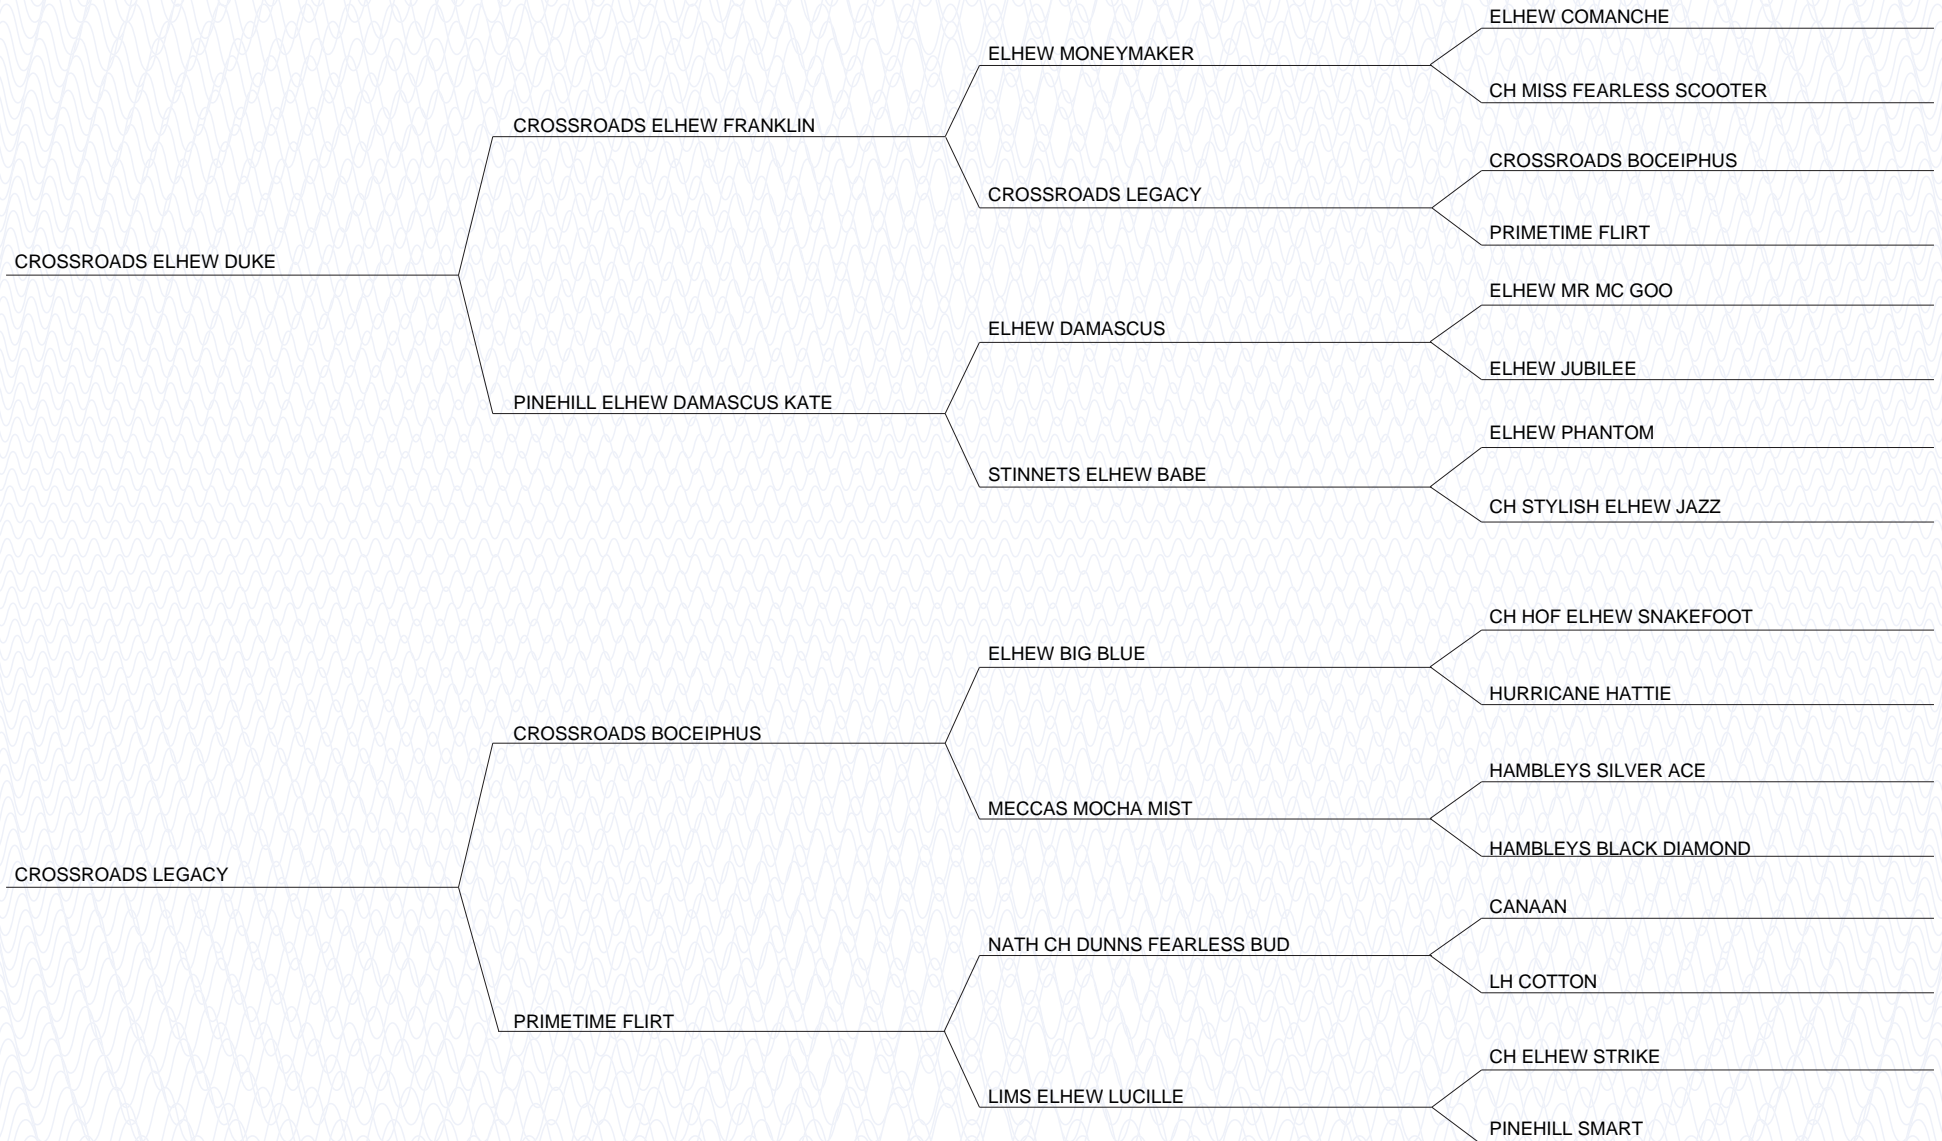 ELHEW COMANCHE
ELHEW MONEYMAKER
CH MISS FEARLESS SCOOTER
CROSSROADS ELHEW FRANKLIN
CROSSROADS BOCEIPHUS
CROSSROADS LEGACY
PRIMETIME FLIRT
CROSSROADS ELHEW DUKE
ELHEW MR MC GOO
ELHEW DAMASCUS
ELHEW JUBILEE
PINEHILL ELHEW DAMASCUS KATE
ELHEW PHANTOM
STINNETS ELHEW BABE
CH STYLISH ELHEW JAZZ
CH HOF ELHEW SNAKEFOOT
ELHEW BIG BLUE
HURRICANE HATTIE
CROSSROADS BOCEIPHUS
HAMBLEYS SILVER ACE
MECCAS MOCHA MIST
HAMBLEYS BLACK DIAMOND
CROSSROADS LEGACY
CANAAN
NATH CH DUNNS FEARLESS BUD
LH COTTON
PRIMETIME FLIRT
CH ELHEW STRIKE
LIMS ELHEW LUCILLE
PINEHILL SMART